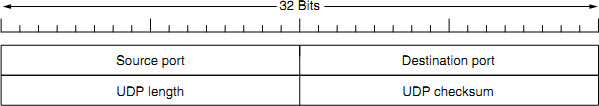 32 Bits
Source port
Destination port
UDP length
UDP checksum